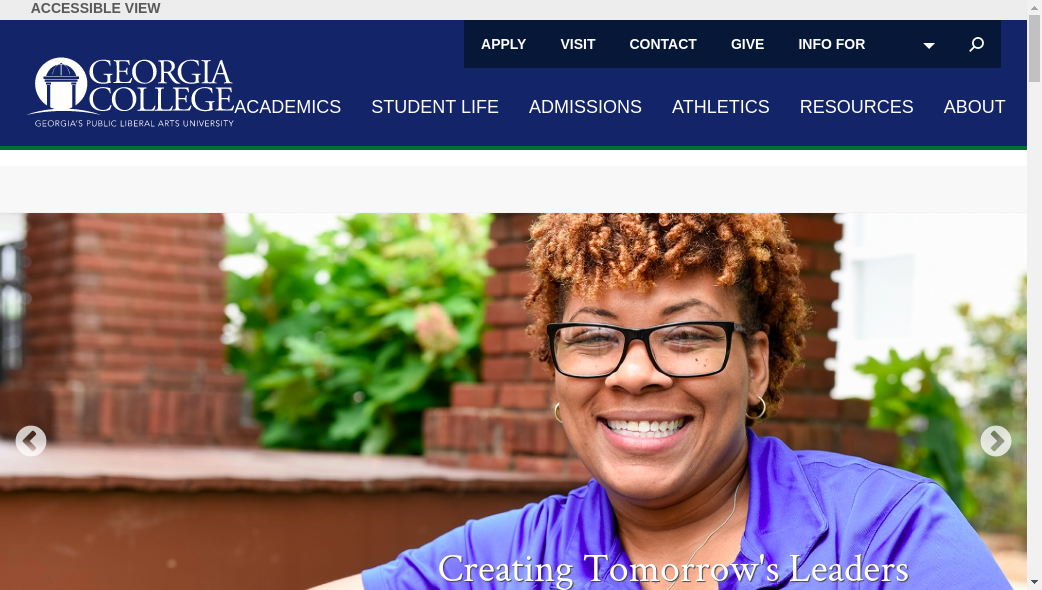 ACCESSIBLE VIEW
APPLY VISIT CONTACT GIVE INFO FOR
GEORGIA
COLLEGE
GEORGIA'S PUBLIC LIBERAL ARTS UNIVERSITY
ACADEMICS STUDENT LIFE ADMISSIONS ATHLETICS RESOURCES ABOUT
Creating Tomorrow's Leaders